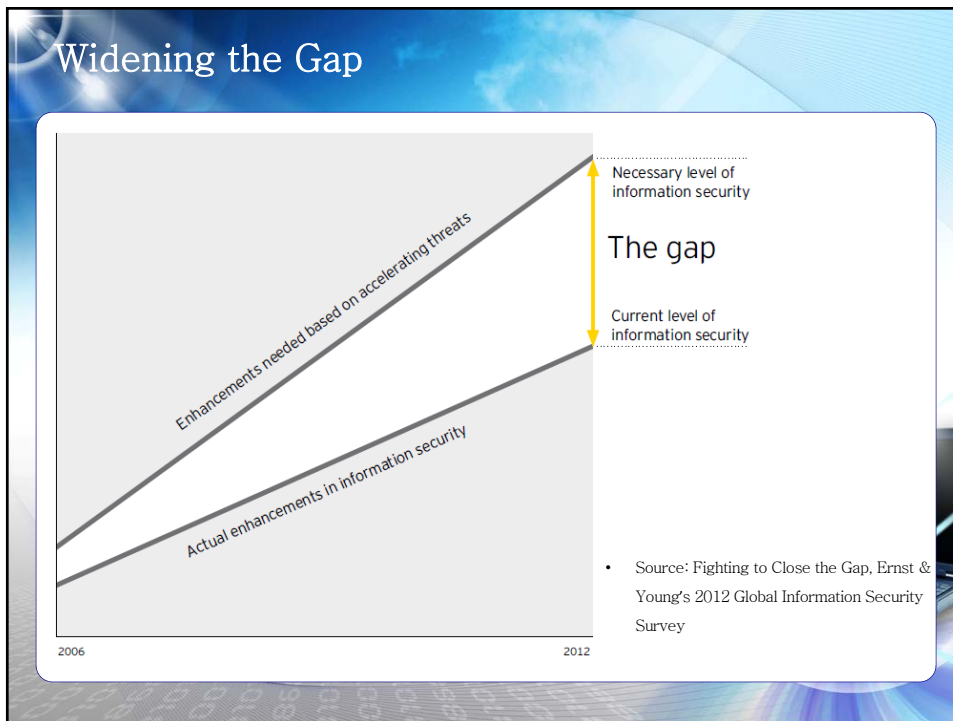 Widening the Gap
Necessary level of
information security
The gap
Enhancements needed based on accelerating threats
Current level of
information security
Actual enhancements in information security
• Source: Fighting to Close the Gap, Ernst &
Young's 2012 Global Information Security
Survey
2006
2012